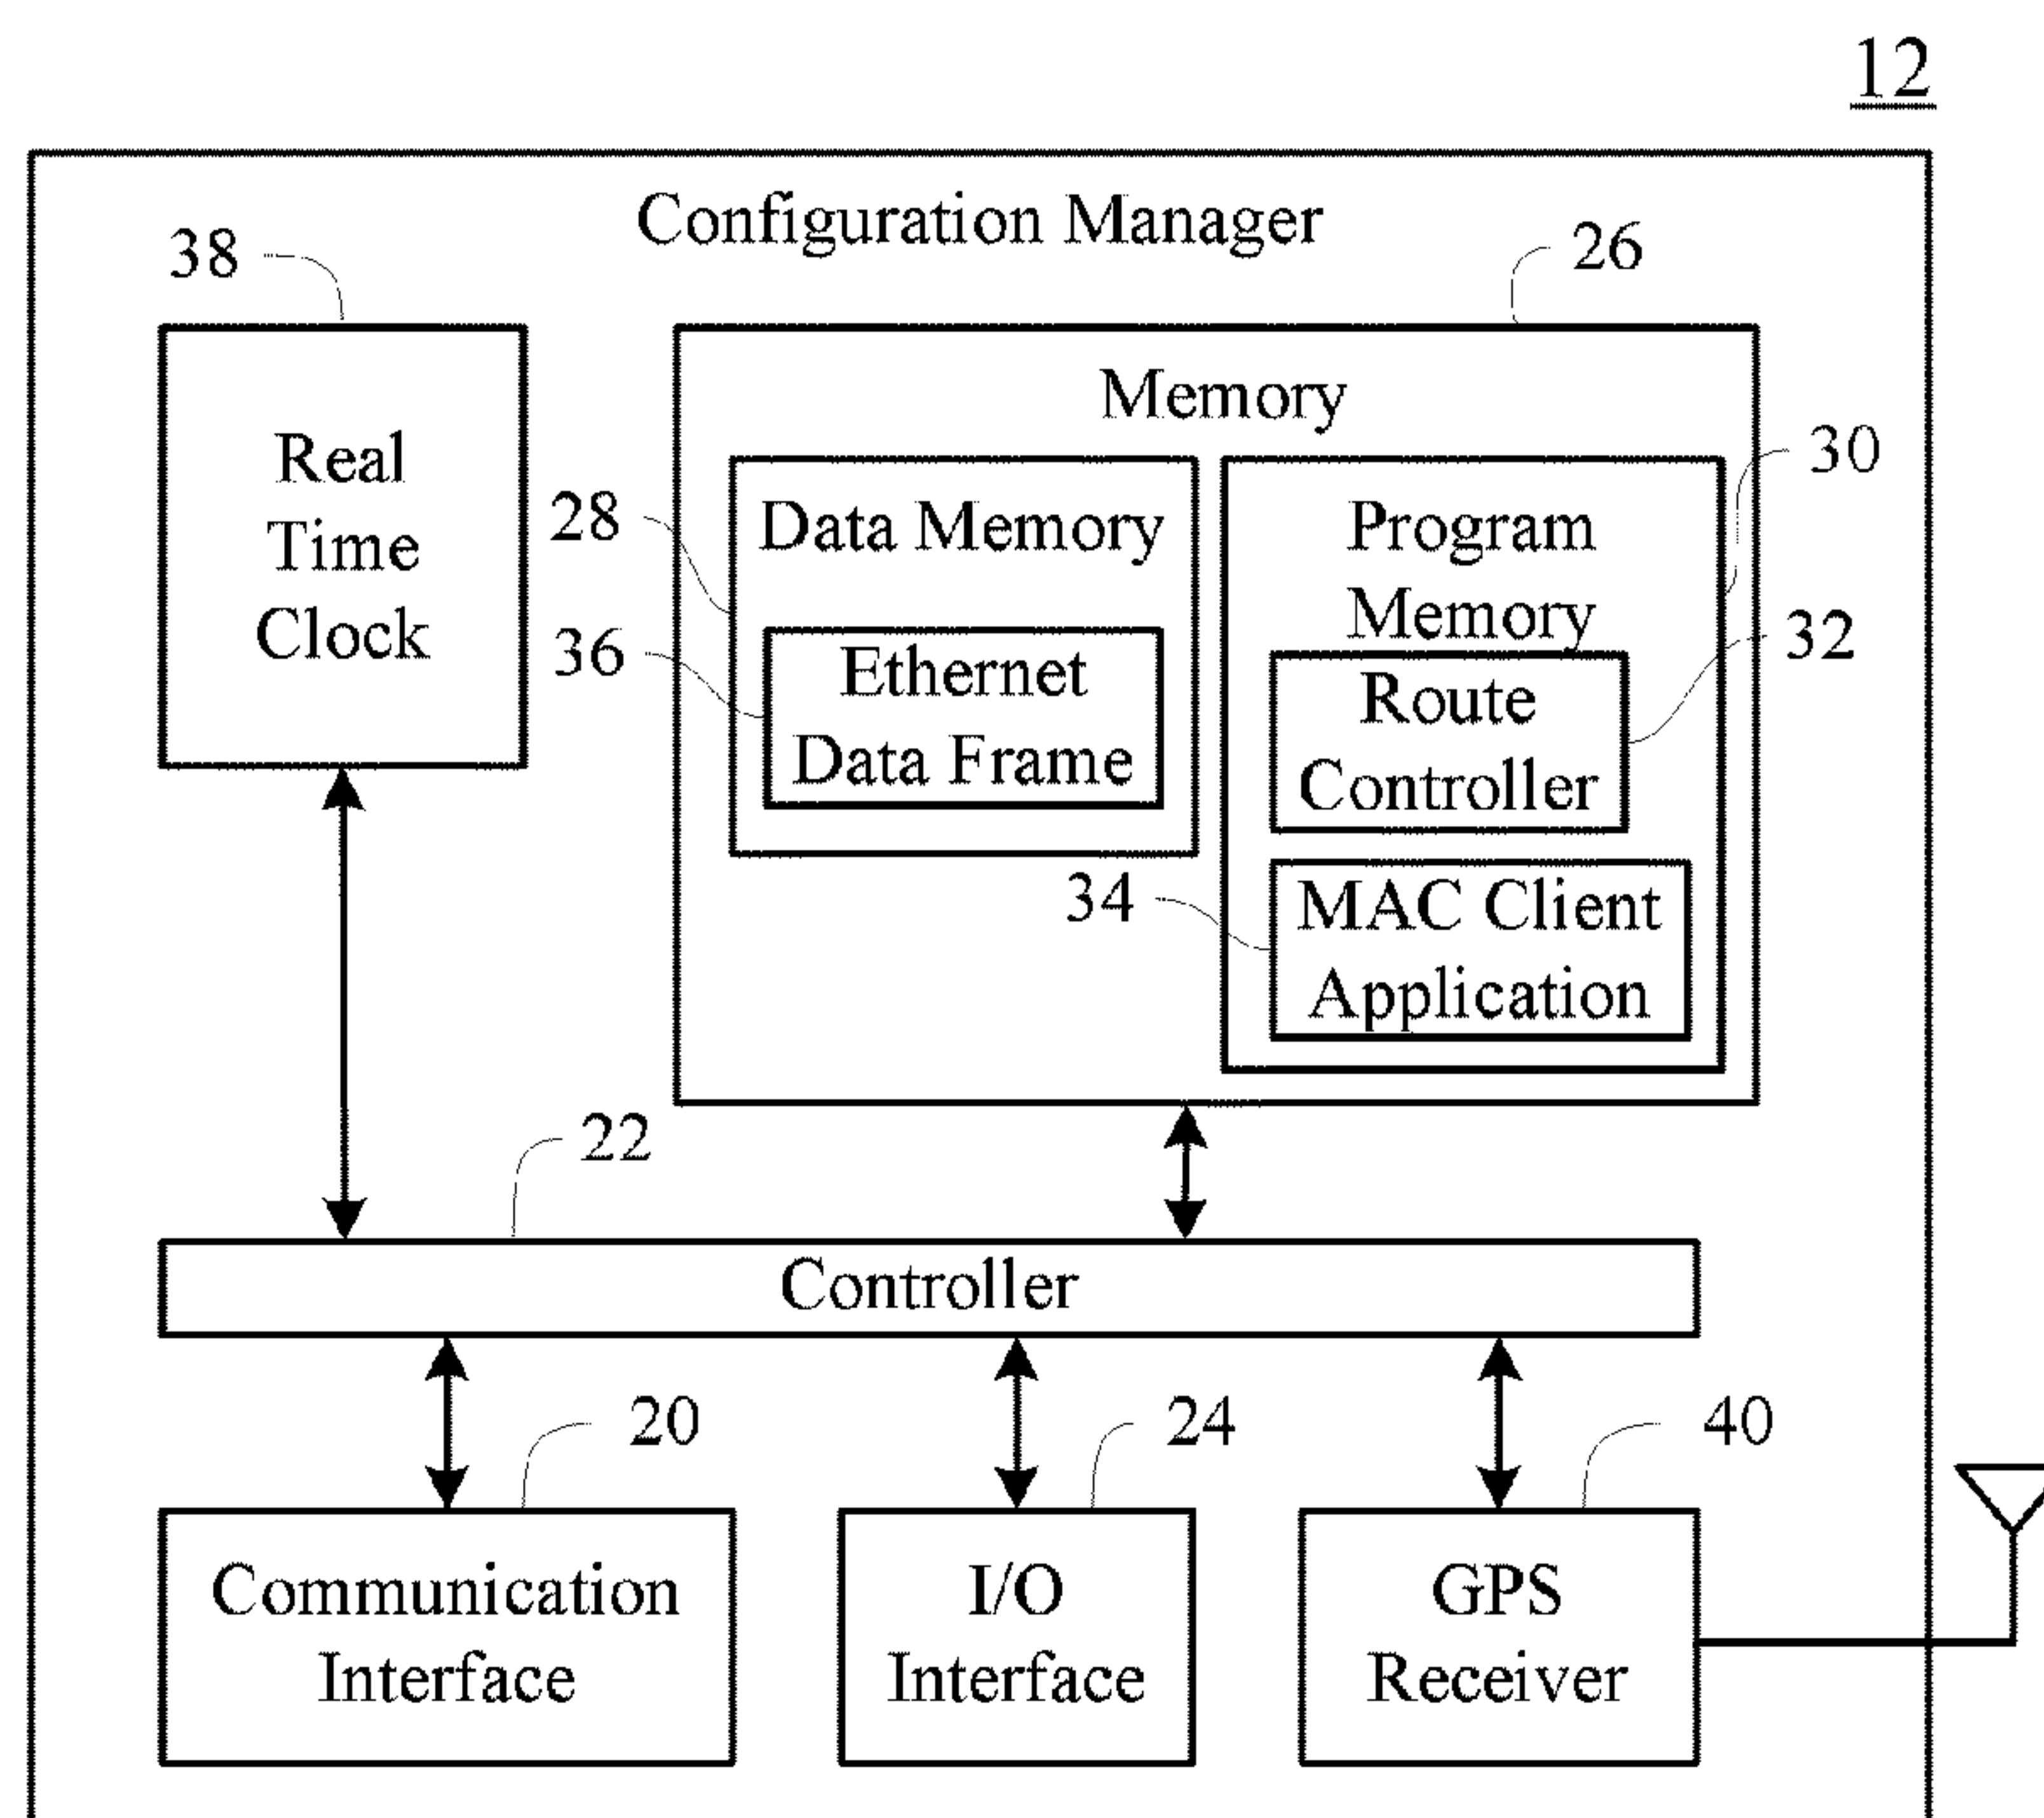 12
Configuration Manager
38
26
Real
Time
Clock
Memory
28
Data Memory
36
Ethernet
Data Frame
30
Program
Memory
32
Route
Controller
34
MAC Client
Application
22
Controller
20
24
40
Communication
Interface
I/O
Interface
GPS
Receiver